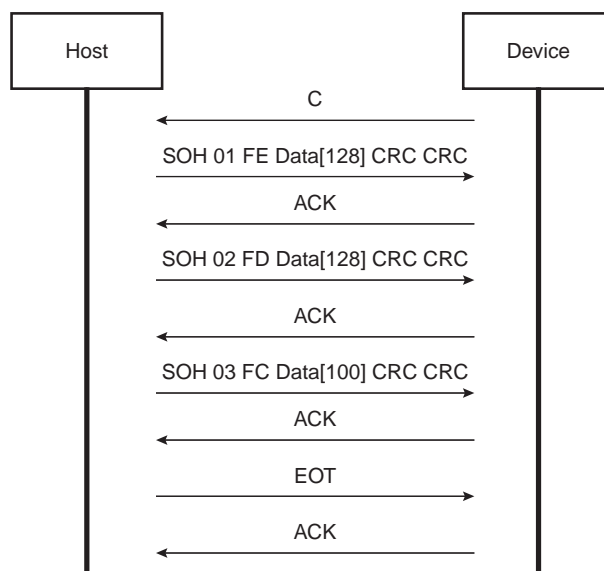 Host
Device
C
SOH 01 FE Data[128] CRC CRC
ACK
SOH 02 FD Data[128] CRC CRC
ACK
SOH 03 FC Data[100] CRC CRC
ACK
EOT
ACK